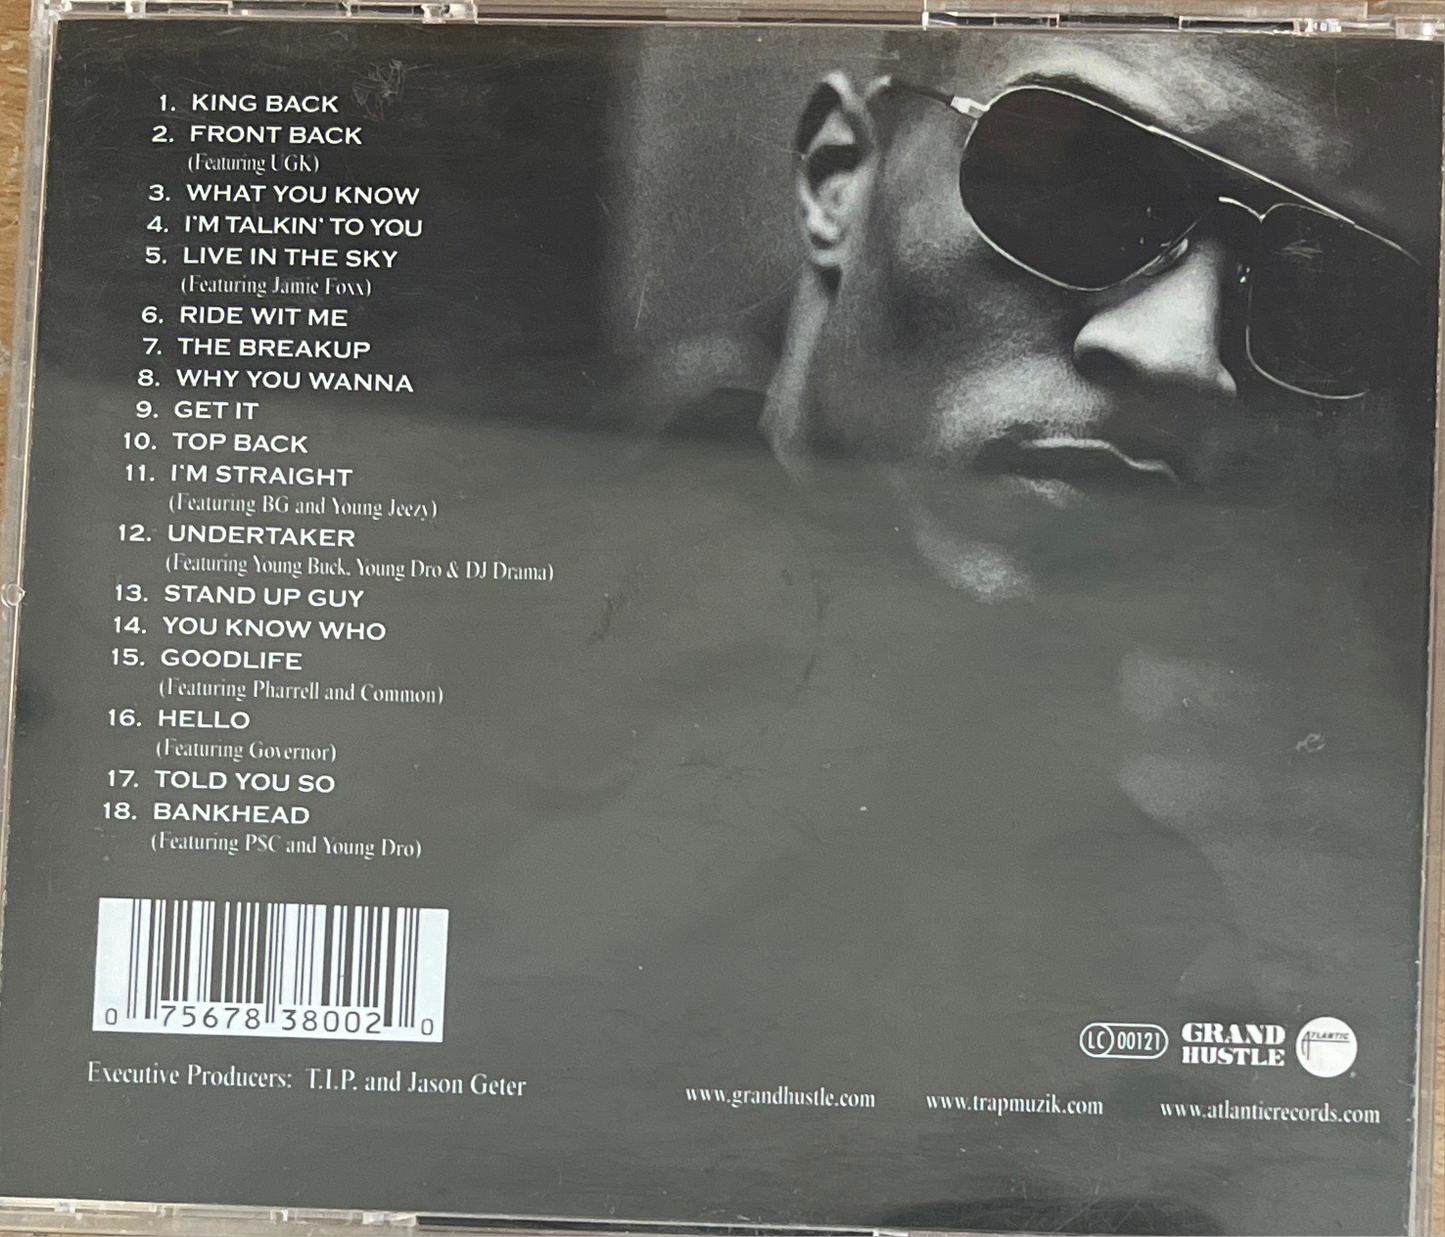 1. KING BACK
2. FRONT BACK
(Featuring UGK)
3. WHAT YOU KNOW
4. I'M TALKIN' TO YOU
5. LIVE IN THE SKY
(Featuring Jamie Foxx)
6. RIDE WIT ME
7. THE BREAKUP
8. WHY YOU WANNA
9. GET IT
10. TOP BACK
11. I'M STRAIGHT
(Featuring BG and Young Jeezy)
12. UNDERTAKER
(Featuring Young Buck, Young Dro & DJ Drama)
13. STAND UP GUY
14. YOU KNOW WHO
15. GOODLIFE
(Featuring Pharrell and Common)
16. HELLO
(Featuring Governor)
17. TOLD YOU SO
18. BANKHEAD
(Featuring PSC and Young Dro)
0 75678 38002 0
Executive Producers: T.I.P. and Jason Geter
LC 00121
GRAND
HUSTLE
ATLANTIC
www.grandhustle.com www.trapmuzik.com www.atlanticrecords.com